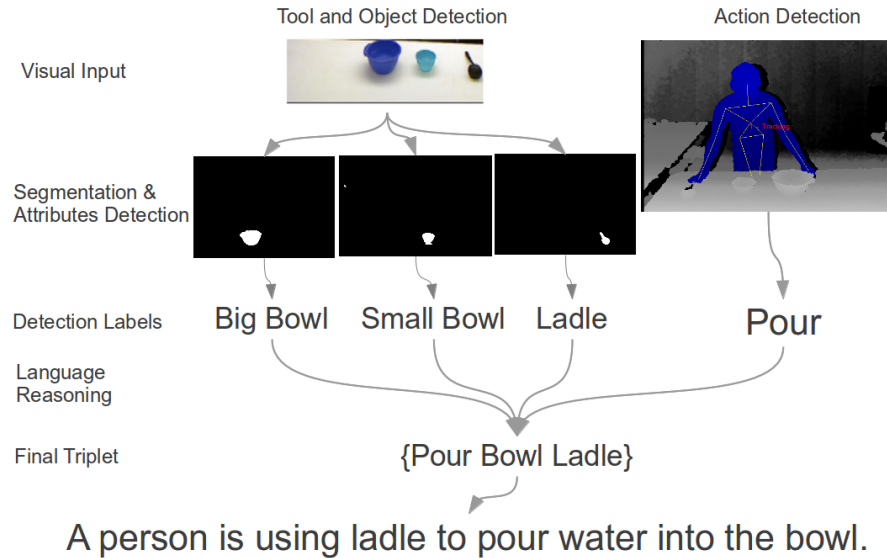 Tool and Object Detection
Action Detection
Visual Input
Tracking
Segmentation &
Attributes Detection
Detection Labels
Big Bowl
Small Bowl
Ladle
Pour
Language
Reasoning
Final Triplet
{Pour Bowl Ladle}
A person is using ladle to pour water into the bowl.